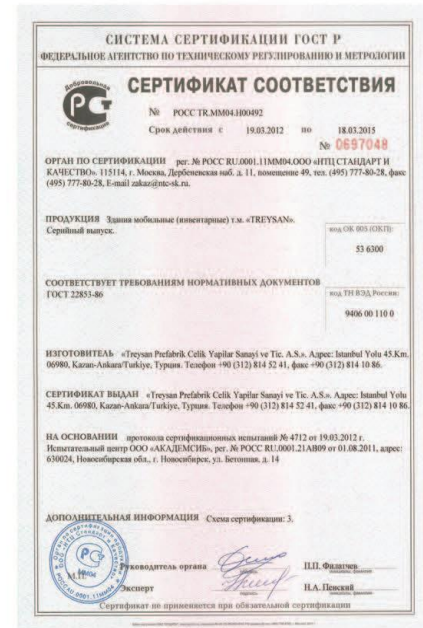 СИСТЕМА СЕРТИФИКАЦИИ ГОСТ Р
ФЕДЕРАЛЬНОЕ АГЕНТСТВО ПО ТЕХНИЧЕСКОМУ РЕГУЛИРОВАНИЮ И МЕТРОЛОГИИ
Добровольная
сертификация
СЕРТИФИКАТ СООТВЕТСТВИЯ
№ РОСС TR.MM04.H00492
Срок действия с 19.03.2012 по 18.03.2015
№ 0697048
ОРГАН ПО СЕРТИФИКАЦИИ рег. № РОСС RU.0001.11MM04.ООО «НТЦ СТАНДАРТ И
КАЧЕСТВО». 115114, г. Москва, Дербеневская наб. д. 11, помещение 49, тел. (495) 777-80-28, факс
(495) 777-80-28, E-mail zakaz@ntc-sk.ru.
ПРОДУКЦИЯ Здания мобильные (инвентарные) т.м. «TREYSAN».
Серийный выпуск.
код ОК 005 (ОКП):
53 6300
СООТВЕТСТВУЕТ ТРЕБОВАНИЯМ НОРМАТИВНЫХ ДОКУМЕНТОВ
ГОСТ 22853-86
код ТН ВЭД России:
9406 00 110 0
ИЗГОТОВИТЕЛЬ «Treysan Prefabrik Celik Yapilar Sanayi ve Tic. A.S.». Адрес: Istanbul Yolu 45.Km.
06980, Kazan-Ankara/Turkiye, Турция. Телефон +90 (312) 814 52 41, факс +90 (312) 814 10 86.
СЕРТИФИКАТ ВЫДАН «Treysan Prefabrik Celik Yapilar Sanayi ve Tic. A.S.». Адрес: Istanbul Yolu
45.Km. 06980, Kazan-Ankara/Turkiye, Турция. Телефон +90 (312) 814 52 41, факс +90 (312) 814 10 86.
НА ОСНОВАНИИ протокола сертификационных испытаний № 4712 от 19.03.2012 г.
Испытательный центр ООО «АКАДЕМСИБ», рег. № РОСС RU.0001.21АВ09 от 01.08.2011, адрес:
630024, Новосибирская обл., г. Новосибирск, ул. Бетонная, д. 14
ДОПОЛНИТЕЛЬНАЯ ИНФОРМАЦИЯ Схема сертификации: 3.
М.П.
Руководитель органа П.П. Филатчев
Эксперт Н.А. Пенский
Сертификат не применяется при обязательной сертификации